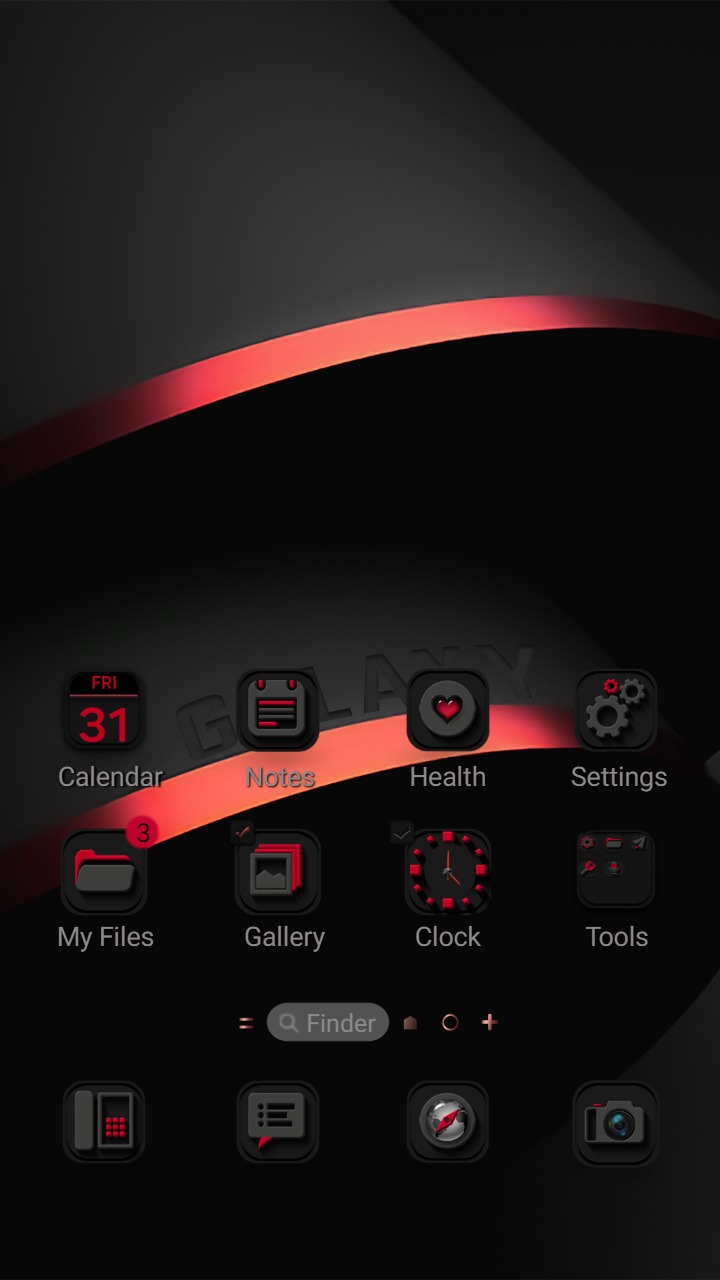 GALAXY
FRI
31
Calendar
Notes
Health
Settings
3
My Files
Gallery
Clock
Tools
Finder